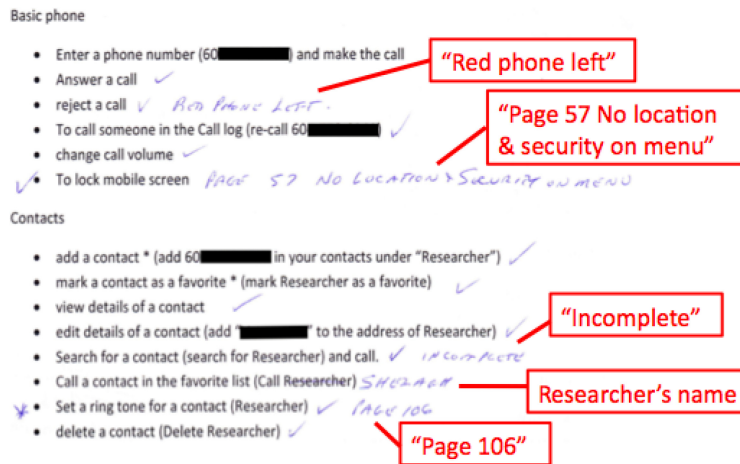 Basic phone
• Enter a phone number (60 ) and make the call
"Red phone left"
• Answer a call ✓
• reject a call ✓ RED PHONE LEFT.
• To call someone in the Call log (re-call 60 ) ✓
"Page 57 No location
& security on menu"
• change call volume ✓
✓ • To lock mobile screen PAGE 57 NO LOCATION & SECURITY ON MENU
Contacts
• add a contact * (add 60 in your contacts under "Researcher") ✓
• mark a contact as a favorite * (mark Researcher as a favorite) ✓
• view details of a contact ✓
• edit details of a contact (add " " to the address of Researcher) ✓
"Incomplete"
• Search for a contact (search for Researcher) and call. ✓ INCOMPLETE
• Call a contact in the favorite list (Call Researcher) SHEZAGH
Researcher's name
* • Set a ring tone for a contact (Researcher) ✓ PAGE 106
• delete a contact (Delete Researcher) ✓
"Page 106"